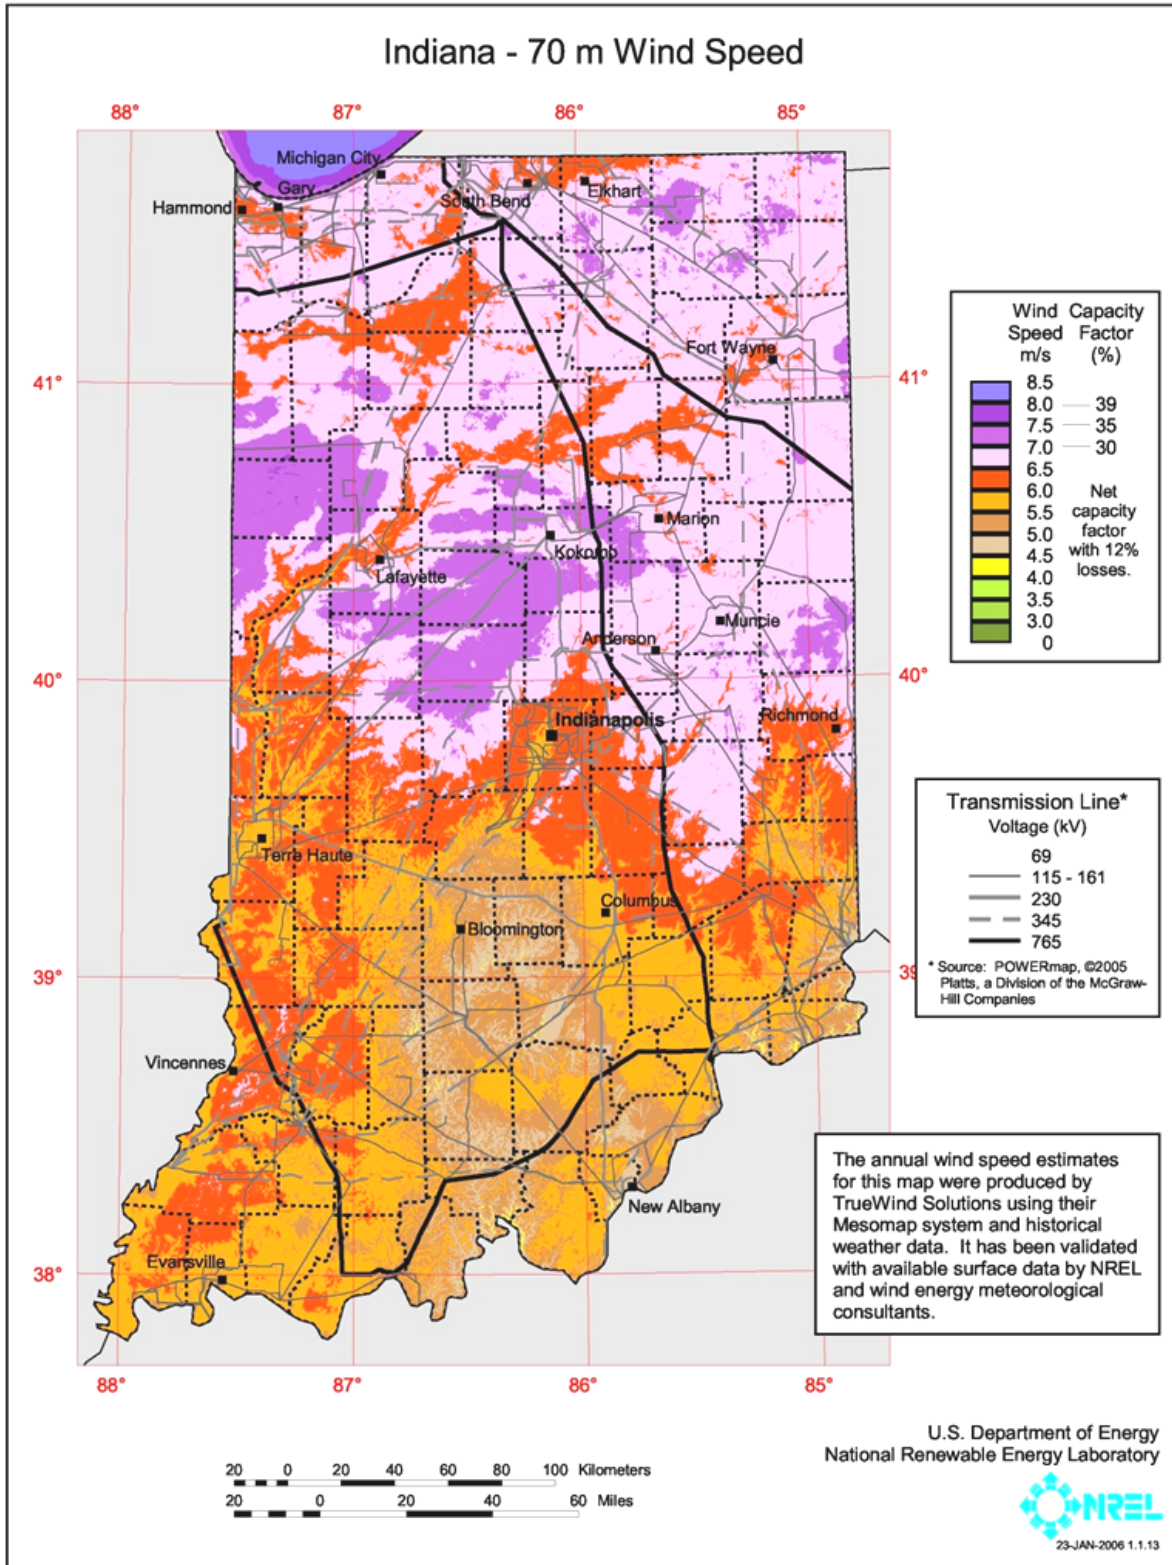 Indiana - 70 m Wind Speed
88° 87° 86° 85°
Michigan City
Gary
Hammond
South Bend
Elkhart
Fort Wayne
41° 41°
Marion
Kokomo
Lafayette
Muncie
Anderson
40° 40°
Richmond
Indianapolis
Terre Haute
Columbus
Bloomington
39° 39
Vincennes
New Albany
Evansville
38°
88° 87° 86° 85°
Wind Capacity
Speed Factor
m/s (%)
8.5
8.0 39
7.5 35
7.0 30
6.5
6.0
5.5
5.0
4.5
4.0
3.5
3.0
0
Net
capacity
factor
with 12%
losses.
Transmission Line*
Voltage (kV)
69
115 - 161
230
345
765
* Source: POWERmap, ©2005
Platts, a Division of the McGraw-
Hill Companies
The annual wind speed estimates
for this map were produced by
TrueWind Solutions using their
Mesomap system and historical
weather data. It has been validated
with available surface data by NREL
and wind energy meteorological
consultants.
U.S. Department of Energy
National Renewable Energy Laboratory
20 0 20 40 60 80 100 Kilometers
20 0 20 40 60 Miles
NREL
23-JAN-2006 1.1.13